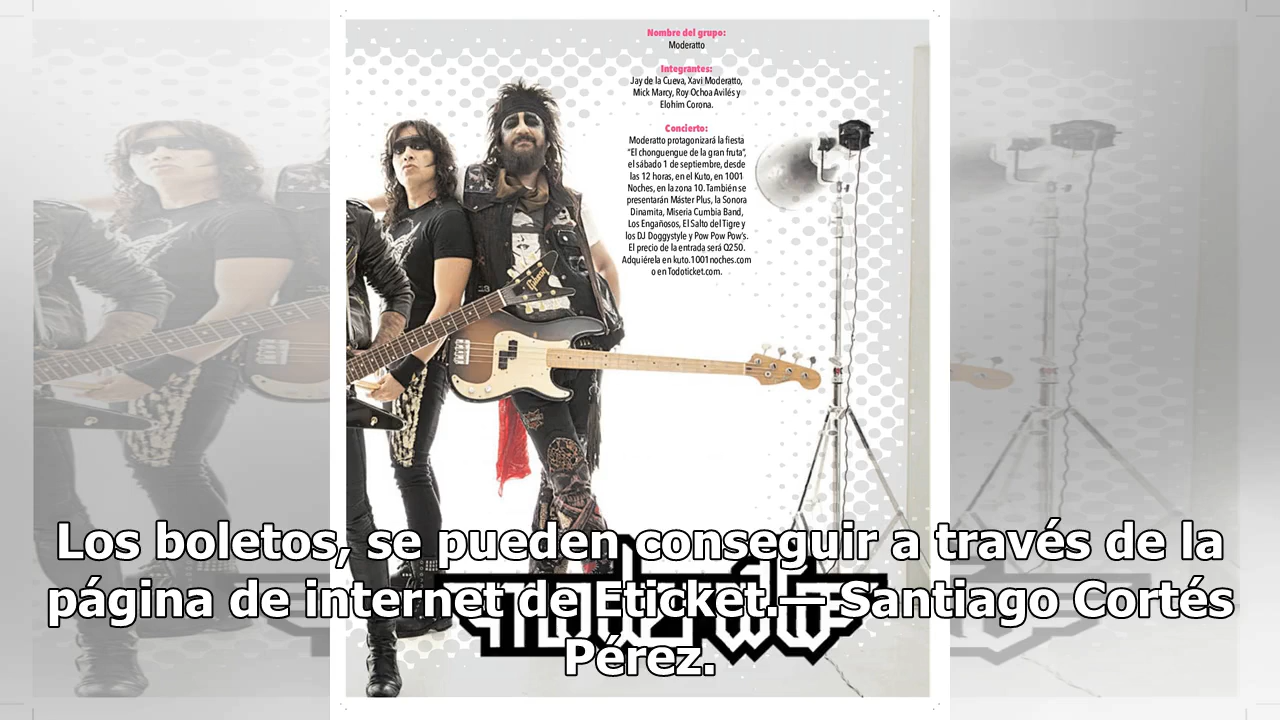 Nombre del grupo:
Moderatto
Integrantes:
Jay de la Cueva, Xavi Moderatto,
Mick Marcy, Roy Ochoa Avilés y
Elohim Corona.
Concierto:
Moderatto protagonizará la fiesta
"El chonguengue de la gran fruta",
el sábado 1 de septiembre, desde
las 12 horas, en el Kuto, en 1001
Noches, en la zona 10. También se
presentarán Máster Plus, la Sonora
Dinamita, Miseria Cumbia Band,
Los Engañosos, El Salto del Tigre y
los DJ Doggystyle y Pow Pow Pow's.
El precio de la entrada será Q250.
Adquiérela en kuto.1001noches.com
o en Todoticket.com.
Gibson
Los boletos, se pueden conseguir a través de la
página de internet de Eticket.— Santiago Cortés
Pérez.